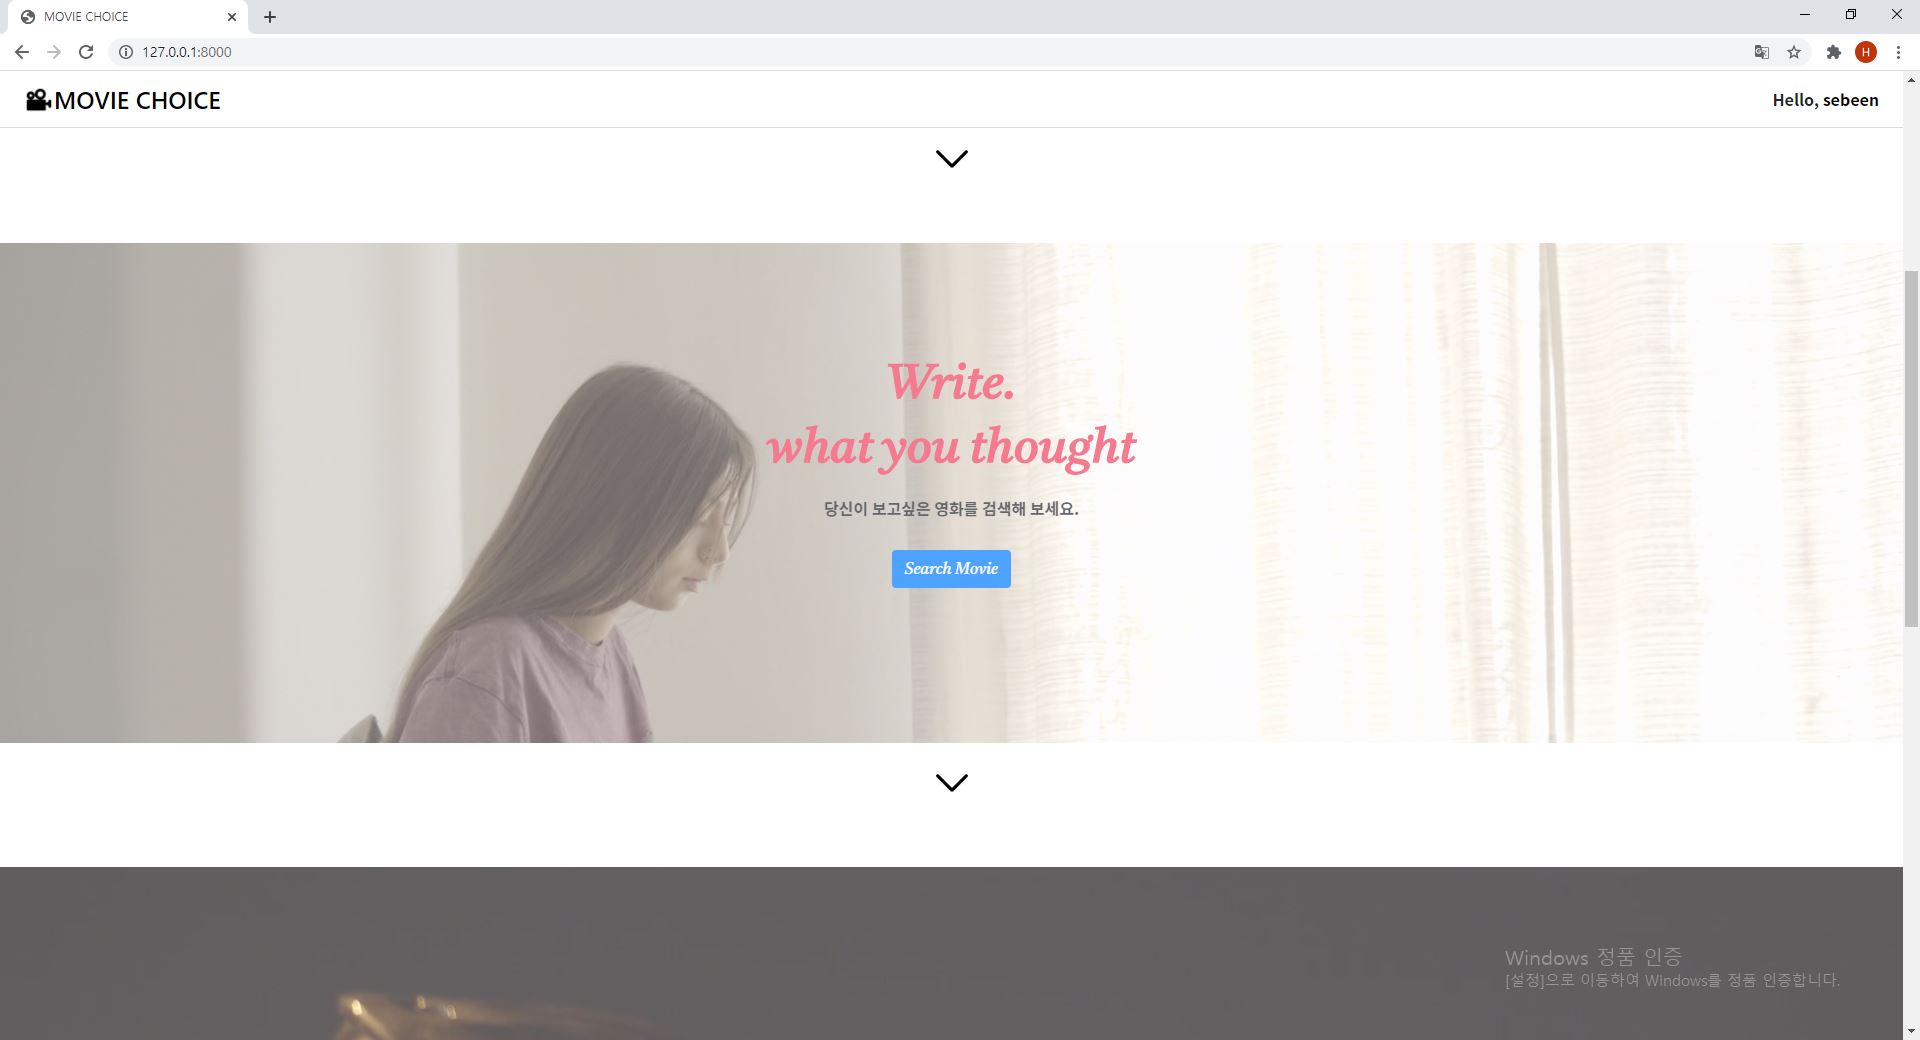 MOVIE CHOICE
127.0.0.1:8000
H
MOVIE CHOICE
Hello, sebeen
Write.
what you thought
당신이 보고싶은 영화를 검색해 보세요.
Search Movie
Windows 정품 인증
[설정]으로 이동하여 Windows를 정품 인증합니다.